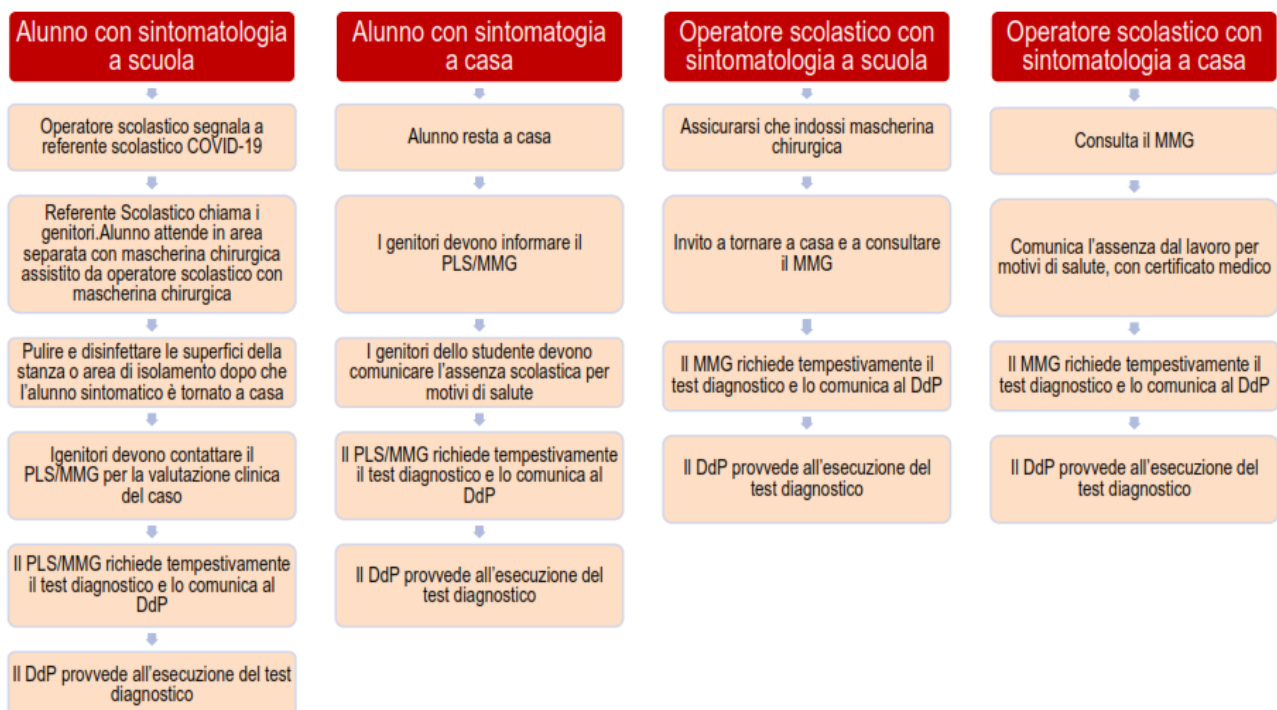 Alunno con sintomatologia
a scuola
Operatore scolastico segnala a
referente scolastico COVID-19
Referente Scolastico chiama i
genitori.Alunno attende in area
separata con mascherina chirurgica
assistito da operatore scolastico con
mascherina chirurgica
Pulire e disinfettare le superfici della
stanza o area di isolamento dopo che
l'alunno sintomatico è tornato a casa
Igenitori devono contattare il
PLS/MMG per la valutazione clinica
del caso
Il PLS/MMG richiede tempestivamente
il test diagnostico e lo comunica al
DdP
Il DdP provvede all'esecuzione del test
diagnostico
Alunno con sintomatogia
a casa
Alunno resta a casa
I genitori devono informare il
PLS/MMG
I genitori dello studente devono
comunicare l'assenza scolastica per
motivi di salute
Il PLS/MMG richiede tempestivamente
il test diagnostico e lo comunica al
DdP
Il DdP provvede all'esecuzione del
test diagnostico
Operatore scolastico con
sintomatologia a scuola
Assicurarsi che indossi mascherina
chirurgica
Invito a tornare a casa e a consultare
il MMG
Il MMG richiede tempestivamente il
test diagnostico e lo comunica al DdP
Il DdP provvede all'esecuzione del
test diagnostico
Operatore scolastico con
sintomatologia a casa
Consulta il MMG
Comunica l'assenza dal lavoro per
motivi di salute, con certificato medico
Il MMG richiede tempestivamente il
test diagnostico e lo comunica al DdP
Il DdP provvede all'esecuzione del
test diagnostico